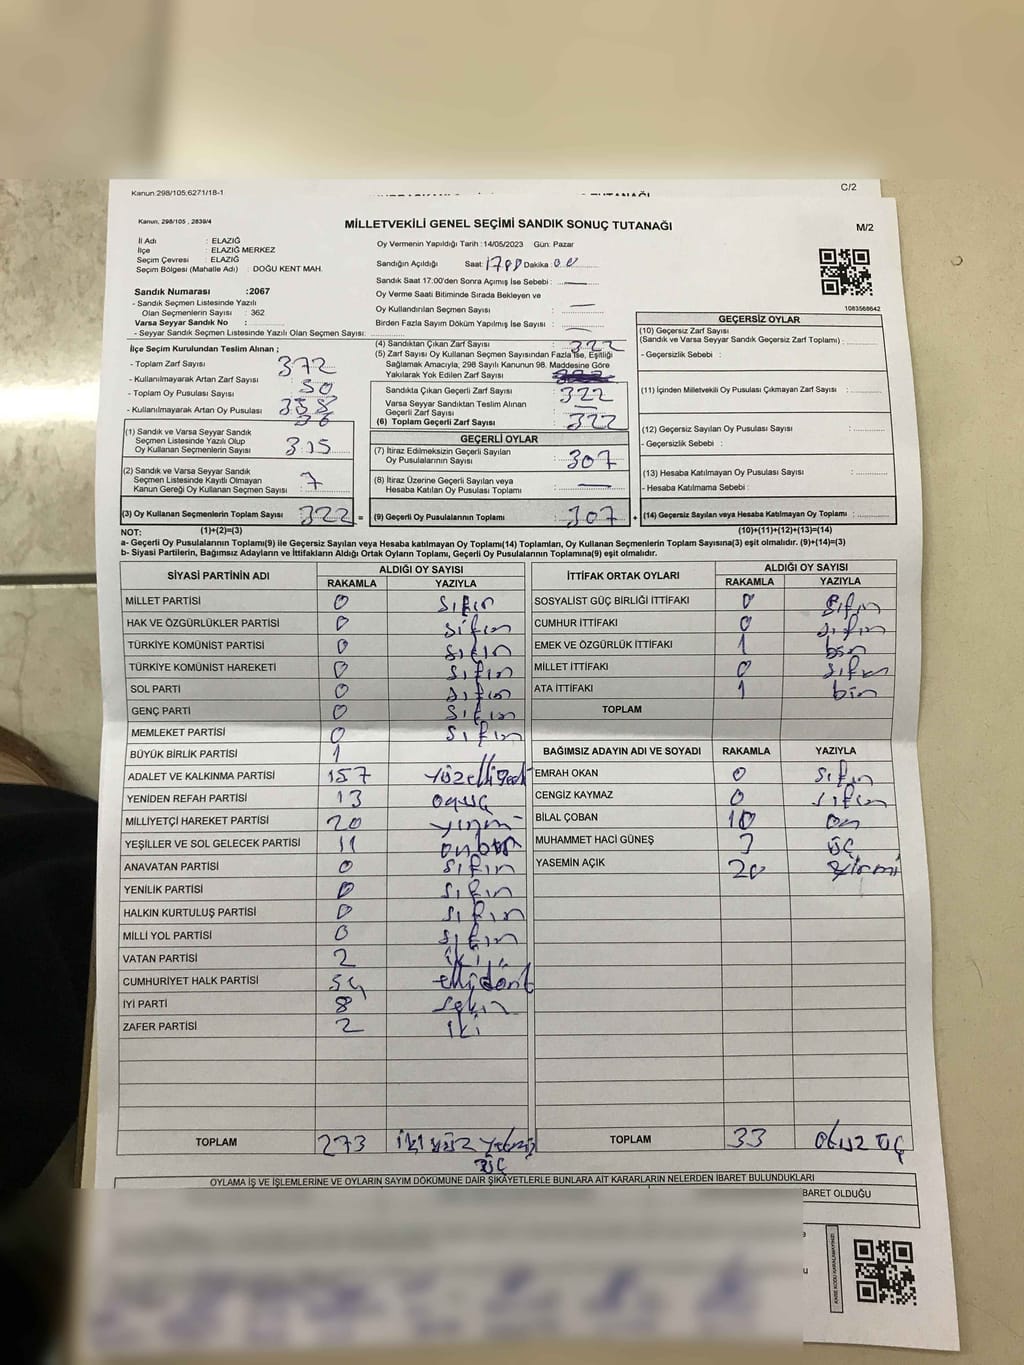 Kanun 298/105,6271/18-1
C/2
Kanun, 298/105 , 2839/4
MİLLETVEKİLİ GENEL SEÇİMİ SANDIK SONUÇ TUTANAĞI
M/2
İl Adı : ELAZIĞ
İlçe : ELAZIĞ MERKEZ
Seçim Çevresi : ELAZIĞ
Seçim Bölgesi (Mahalle Adı) : DOĞU KENT MAH.
Oy Vermenin Yapıldığı Tarih :14/05/2023 Gün: Pazar
Sandığın Açıldığı Saat: Dakika :
Sandık Saat 17:00'den Sonra Açımış İse Sebebi : —
Oy Verme Saati Bitiminde Sırada Bekleyen ve
Oy Kullandırılan Seçmen Sayısı : —
Birden Fazla Sayım Döküm Yapılmış İse Sayısı : —
Sandık Numarası :2067
- Sandık Seçmen Listesinde Yazılı
Olan Seçmenlerin Sayısı : 362
Varsa Seyyar Sandık No :
- Seyyar Sandık Seçmen Listesinde Yazılı Olan Seçmen Sayısı:
1083568642
İlçe Seçim Kurulundan Teslim Alınan ;
- Toplam Zarf Sayısı : 372
- Kullanılmayarak Artan Zarf Sayısı : 50
- Toplam Oy Pusulası Sayısı : 358
- Kullanılmayarak Artan Oy Pusulası : 36
(1) Sandık ve Varsa Seyyar Sandık
Seçmen Listesinde Yazılı Olup
Oy Kullanan Seçmenlerin Sayısı : 315
(2) Sandık ve Varsa Seyyar Sandık
Seçmen Listesinde Kayıtlı Olmayan
Kanun Gereği Oy Kullanan Seçmen Sayısı : 7
(3) Oy Kullanan Seçmenlerin Toplam Sayısı : 322 =
(4) Sandıktan Çıkan Zarf Sayısı : 322
(5) Zarf Sayısı Oy Kullanan Seçmen Sayısından Fazla İse, Eşitliği
Sağlamak Amacıyla, 298 Sayılı Kanunun 98. Maddesine Göre
Yakılarak Yok Edilen Zarf Sayısı :
Sandıkta Çıkan Geçerli Zarf Sayısı : 322
Varsa Seyyar Sandıktan Teslim Alınan
Geçerli Zarf Sayısı : —
(6) Toplam Geçerli Zarf Sayısı : 322
GEÇERLİ OYLAR
(7) İtiraz Edilmeksizin Geçerli Sayılan
Oy Pusulalarının Sayısı : 307
(8) İtiraz Üzerine Geçerli Sayılan veya
Hesaba Katılan Oy Pusulası Toplamı : —
(9) Geçerli Oy Pusulalarının Toplamı : 307 +
GEÇERSİZ OYLAR
(10) Geçersiz Zarf Sayısı
(Sandık ve Varsa Seyyar Sandık Geçersiz Zarf Toplamı) :
- Geçersizlik Sebebi :
(11) İçinden Milletvekili Oy Pusulası Çıkmayan Zarf Sayısı :
(12) Geçersiz Sayılan Oy Pusulası Sayısı :
- Geçersizlik Sebebi :
(13) Hesaba Katılmayan Oy Pusulası Sayısı :
- Hesaba Katılmama Sebebi :
(14) Geçersiz Sayılan veya Hesaba Katılmayan Oy Toplamı :
NOT: (1)+(2)=(3) (10)+(11)+(12)+(13)=(14)
a- Geçerli Oy Pusulalarının Toplamı(9) ile Geçersiz Sayılan veya Hesaba katılmayan Oy Toplamı(14) Toplamları, Oy Kullanan Seçmenlerin Toplam Sayısına(3) eşit olmalıdır. (9)+(14)=(3)
b- Siyasi Partilerin, Bağımsız Adayların ve İttifakların Aldığı Ortak Oyların Toplamı, Geçerli Oy Pusulalarının Toplamına(9) eşit olmalıdır.
SİYASİ PARTİNİN ADI ALDIĞI OY SAYISI
RAKAMLA YAZIYLA
MİLLET PARTİSİ 0 sıfır
HAK VE ÖZGÜRLÜKLER PARTİSİ 0 sıfır
TÜRKİYE KOMÜNİST PARTİSİ 0 sıfır
TÜRKİYE KOMÜNİST HAREKETİ 0 sıfır
SOL PARTİ 0 sıfır
GENÇ PARTİ 0 sıfır
MEMLEKET PARTİSİ 0 sıfır
BÜYÜK BİRLİK PARTİSİ 1
ADALET VE KALKINMA PARTİSİ 157 yüzelliyedi
YENİDEN REFAH PARTİSİ 13 onüç
MİLLİYETÇİ HAREKET PARTİSİ 20 yirmi
YEŞİLLER VE SOL GELECEK PARTİSİ 11 onbir
ANAVATAN PARTİSİ 0 sıfır
YENİLİK PARTİSİ 0 sıfır
HALKIN KURTULUŞ PARTİSİ 0 sıfır
MİLLİ YOL PARTİSİ 0 sıfır
VATAN PARTİSİ 2 iki
CUMHURİYET HALK PARTİSİ 54 ellidört
İYİ PARTİ 8 sekiz
ZAFER PARTİSİ 2 iki
TOPLAM 273 iki yüz yetmiş
üç
İTTİFAK ORTAK OYLARI ALDIĞI OY SAYISI
RAKAMLA YAZIYLA
SOSYALİST GÜÇ BİRLİĞİ İTTİFAKI 0 sıfır
CUMHUR İTTİFAKI 0 sıfır
EMEK VE ÖZGÜRLÜK İTTİFAKI 1 bir
MİLLET İTTİFAKI 0 sıfır
ATA İTTİFAKI 1 bir
TOPLAM
BAĞIMSIZ ADAYIN ADI VE SOYADI RAKAMLA YAZIYLA
EMRAH OKAN 0 sıfır
CENGİZ KAYMAZ 0 sıfır
BİLAL ÇOBAN 10 on
MUHAMMET HACİ GÜNEŞ 3 üç
YASEMİN AÇIK 20 yirmi
TOPLAM 33 otuz üç
OYLAMA İŞ VE İŞLEMLERİNE VE OYLARIN SAYIM DÖKÜMÜNE DAİR ŞİKAYETLERLE BUNLARA AİT KARARLARIN NELERDEN İBARET BULUNDUKLARI
BARET OLDUĞU